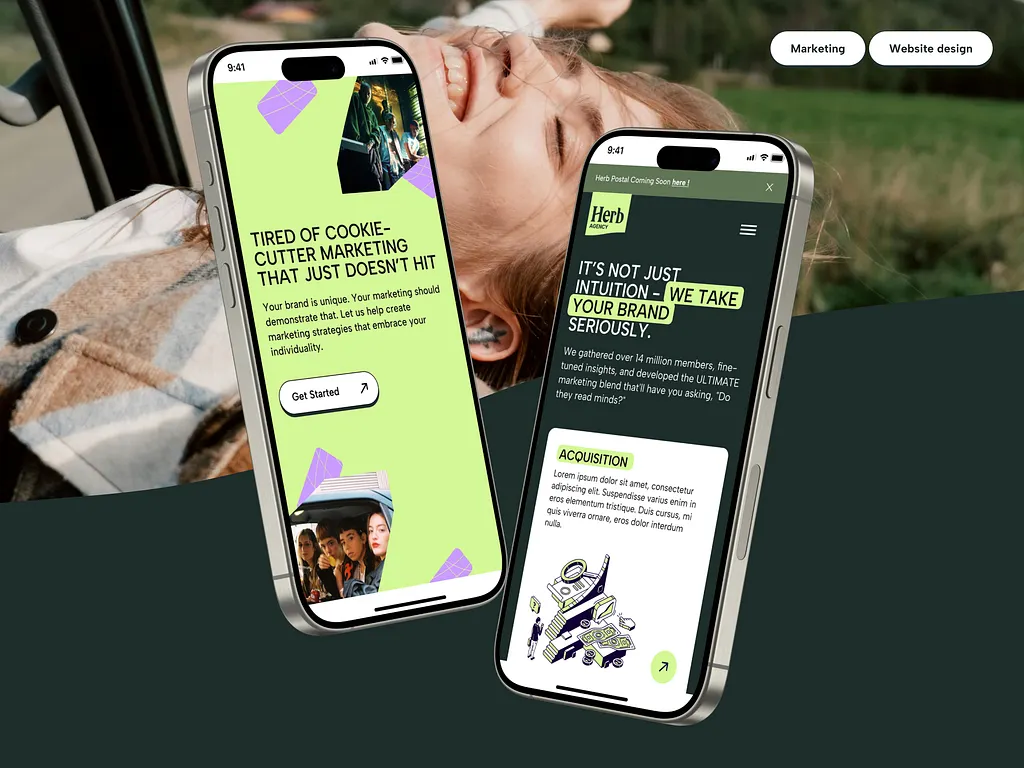 Marketing
Website design
9:41
TIRED OF COOKIE-
CUTTER MARKETING
THAT JUST DOESN'T HIT
Your brand is unique. Your marketing should
demonstrate that. Let us help create
marketing strategies that embrace your
individuality.
Get Started
9:41
Herb Postal Coming Soon here !
Herb
AGENCY
IT'S NOT JUST
INTUITION – WE TAKE
YOUR BRAND
SERIOUSLY.
We gathered over 14 million members, fine-
tuned insights, and developed the ULTIMATE
marketing blend that'll have you asking, "Do
they read minds?"
ACQUISITION
Lorem ipsum dolor sit amet, consectetur
adipiscing elit. Suspendisse varius enim in
eros elementum tristique. Duis cursus, mi
quis viverra ornare, eros dolor interdum
nulla.